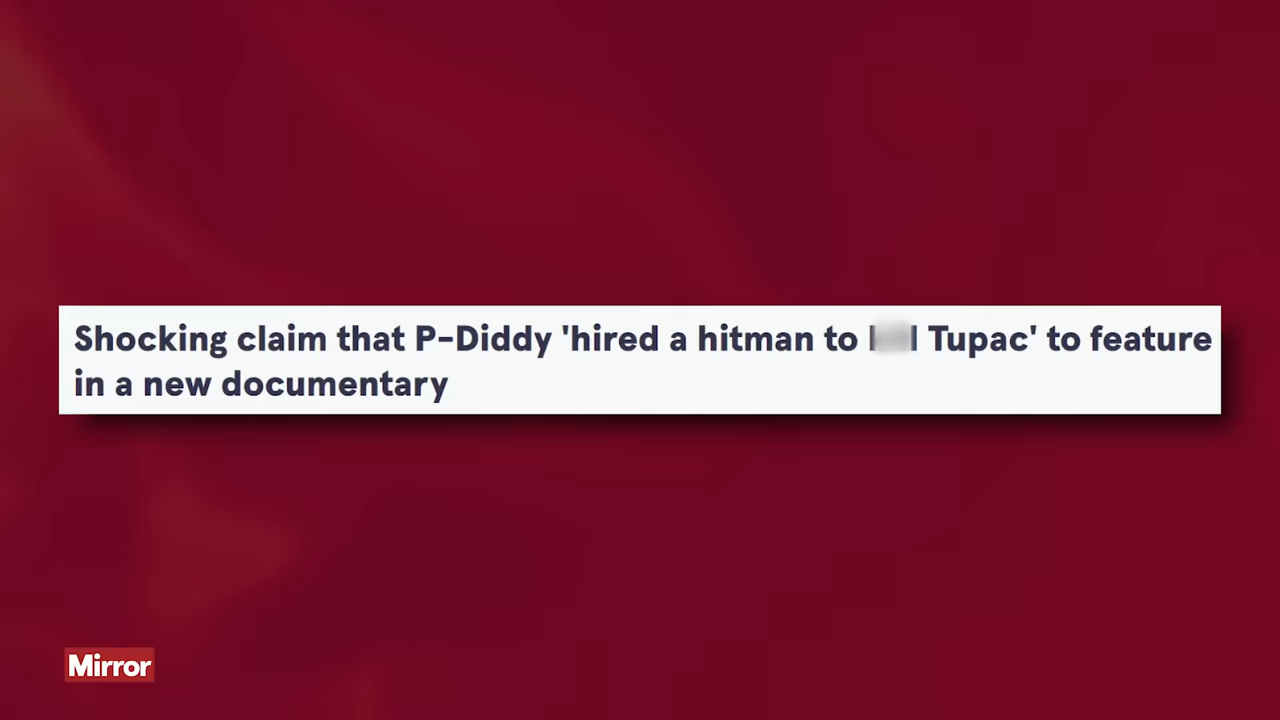 Shocking claim that P-Diddy 'hired a hitman to Tupac' to feature
in a new documentary
Mirror